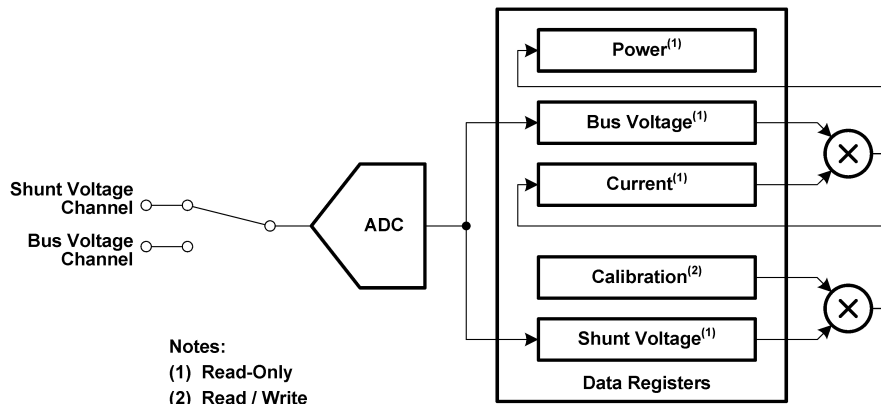 Power(1)
Bus Voltage(1)
Current(1)
Shunt Voltage
Channel
Bus Voltage
Channel
ADC
Calibration(2)
Shunt Voltage(1)
Data Registers
Notes:
(1) Read-Only
(2) Read / Write